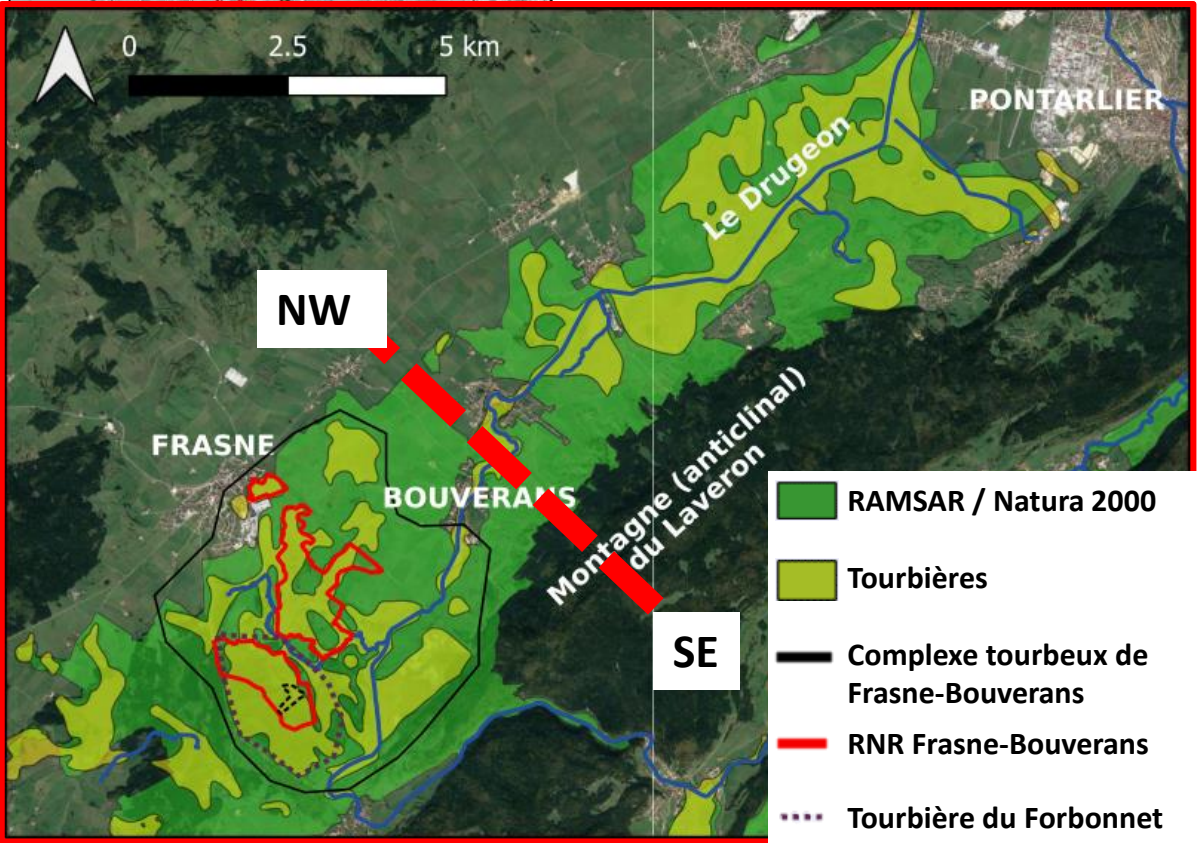 0 2.5 5 km
PONTARLIER
Le Drugeon
NW
FRASNE
BOUVERANS
Montagne (anticlinal)
du Laveron
SE
RAMSAR / Natura 2000
Tourbières
Complexe tourbeux de
Frasne-Bouverans
RNR Frasne-Bouverans
Tourbière du Forbonnet